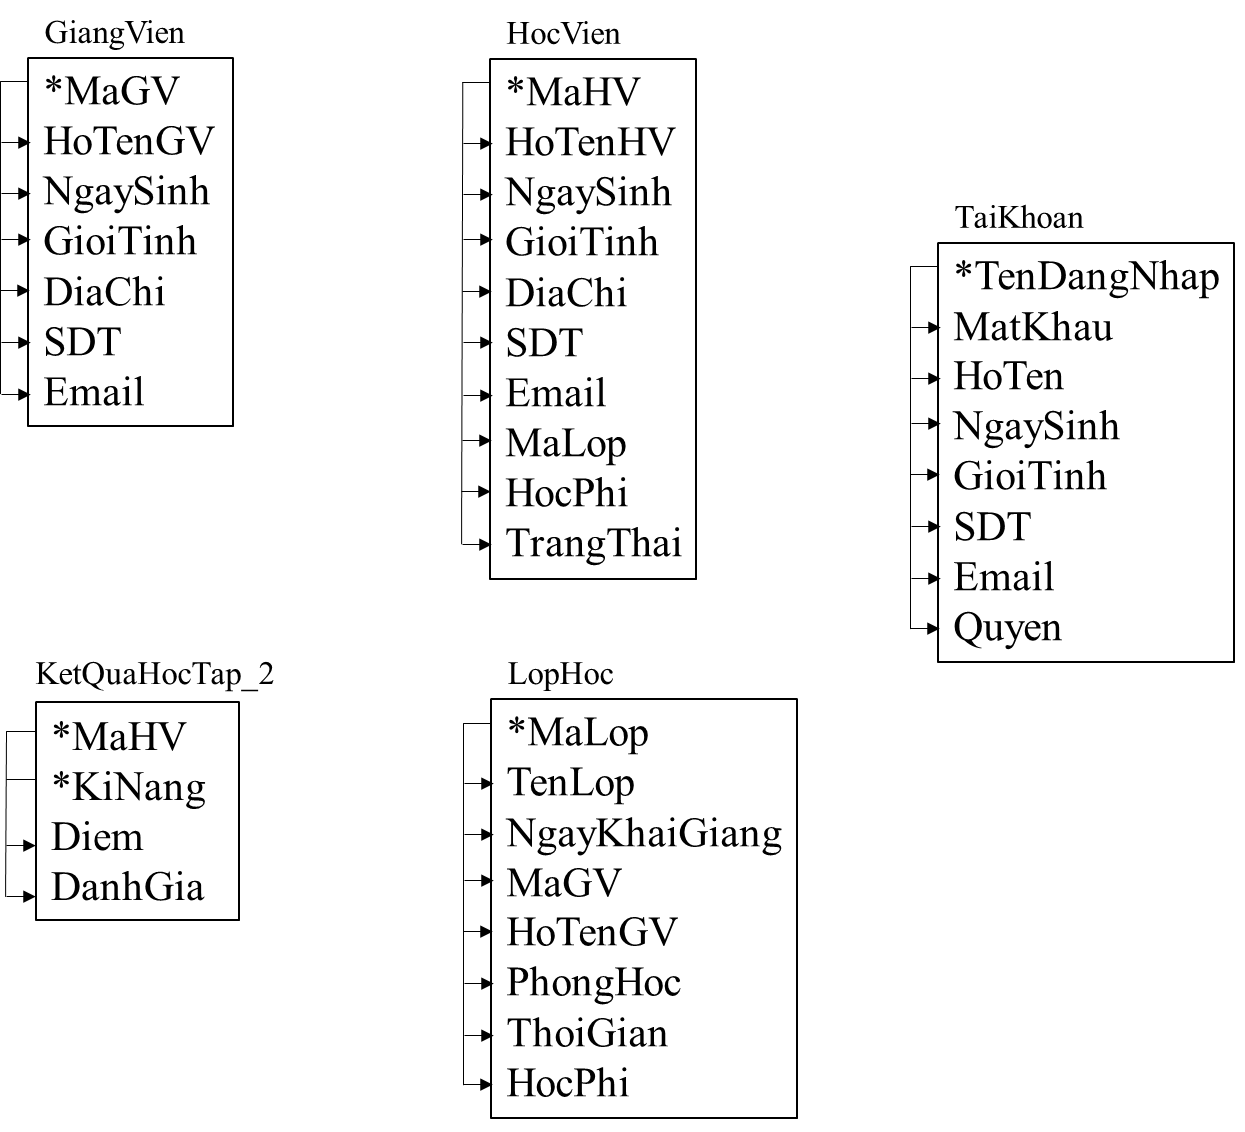 GiangVien
*MaGV
HoTenGV
NgaySinh
GioiTinh
DiaChi
SDT
Email
HocVien
*MaHV
HoTenHV
NgaySinh
GioiTinh
DiaChi
SDT
Email
MaLop
HocPhi
TrangThai
TaiKhoan
*TenDangNhap
MatKhau
HoTen
NgaySinh
GioiTinh
SDT
Email
Quyen
KetQuaHocTap_2
*MaHV
*KiNang
Diem
DanhGia
LopHoc
*MaLop
TenLop
NgayKhaiGiang
MaGV
HoTenGV
PhongHoc
ThoiGian
HocPhi